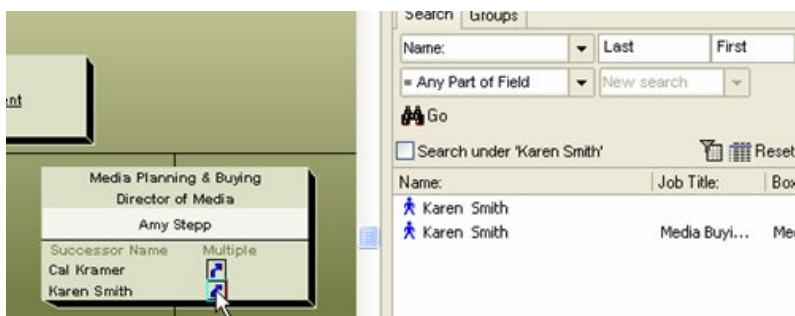 ent
Media Planning & Buying
Director of Media
Amy Stepp
Successor Name Multiple
Cal Kramer
Karen Smith
Search Groups
Name: Last First
= Any Part of Field New search
Go
Search under 'Karen Smith' Reset
Name: Job Title: Box
Karen Smith
Karen Smith Media Buyi... Me